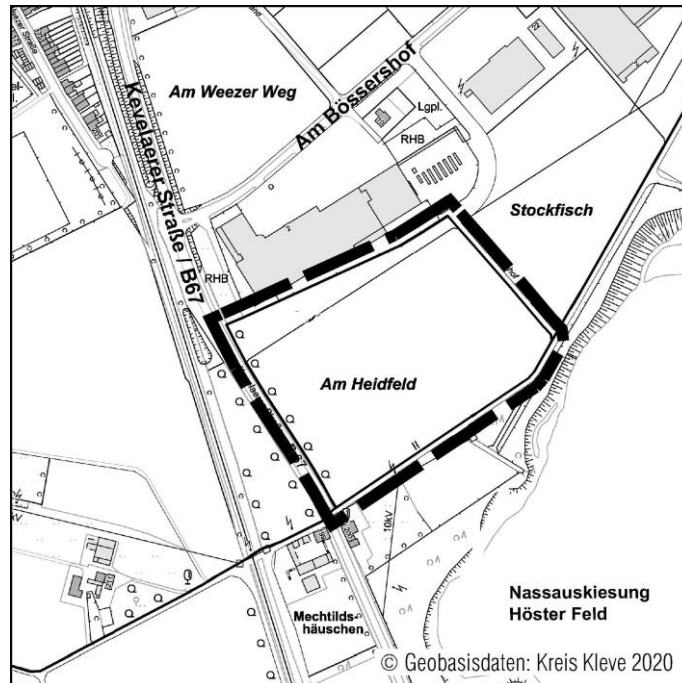 Am Weezer Weg
Am Bössershof
Kevelaerer Straße / B67
Lgpl.
RHB
22
Stockfisch
RHB
Am Heidfeld
10kV
Mechtilds-
häuschen
Nassauskiesung
Höster Feld
© Geobasisdaten: Kreis Kleve 2020